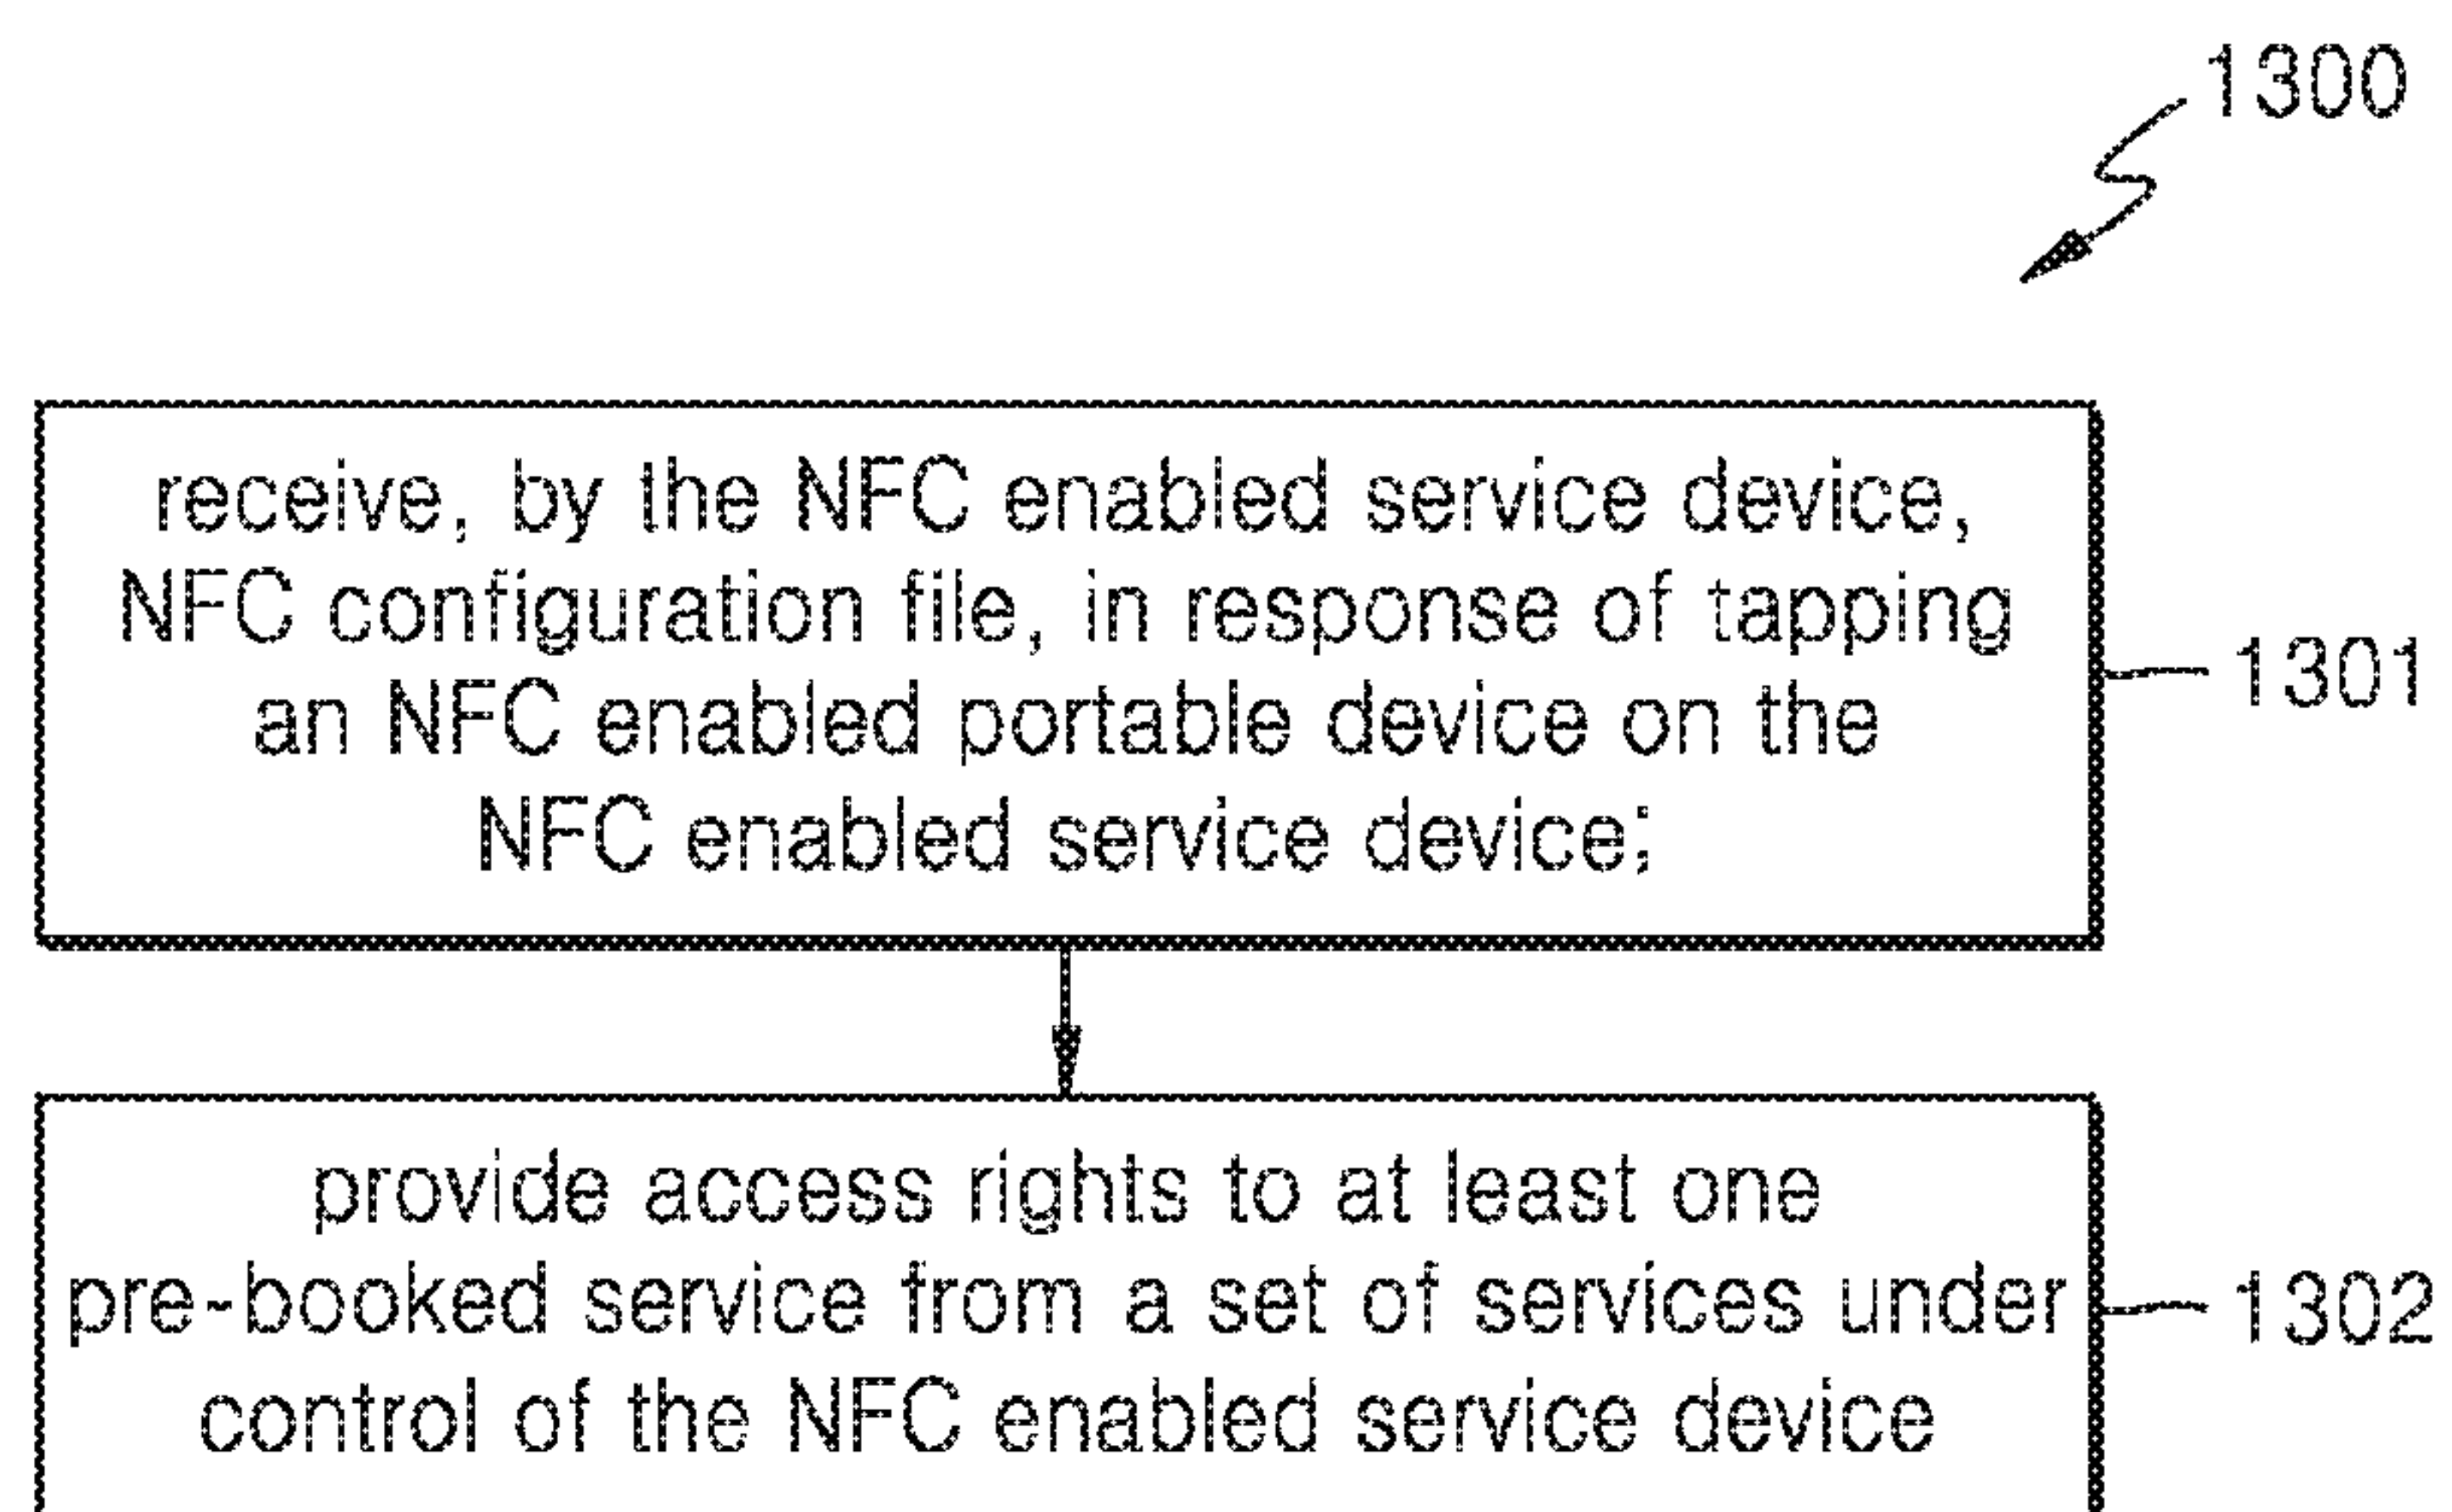 1300
receive, by the NFC enabled service device,
NFC configuration file, in response of tapping
an NFC enabled portable device on the
NFC enabled service device;
1301
provide access rights to at least one
pre-booked service from a set of services under
control of the NFC enabled service device
1302